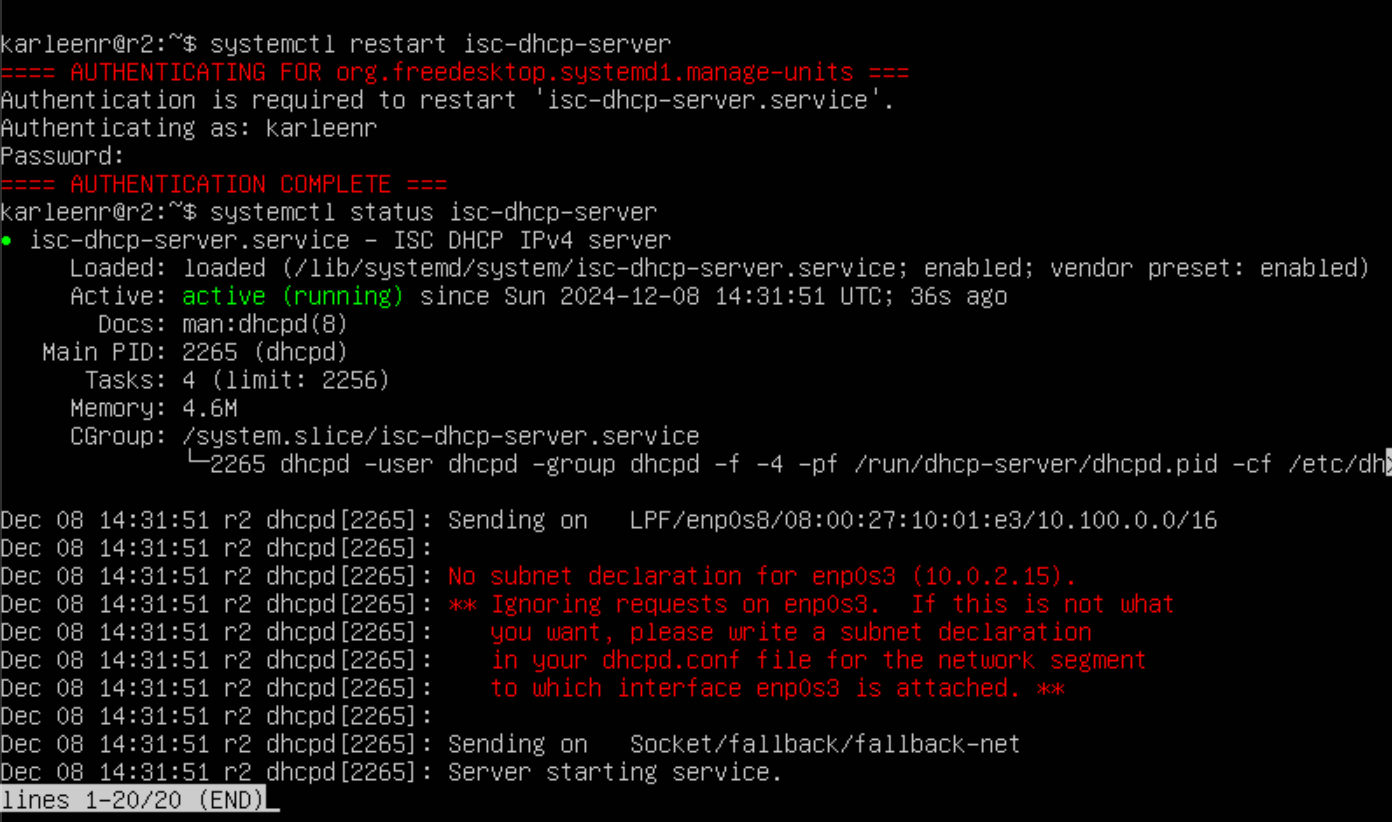 karleenr@r2:~$ systemctl restart isc-dhcp-server
==== AUTHENTICATING FOR org.freedesktop.systemd1.manage-units ===
Authentication is required to restart 'isc-dhcp-server.service'.
Authenticating as: karleenr
Password:
==== AUTHENTICATION COMPLETE ===
karleenr@r2:~$ systemctl status isc-dhcp-server
● isc-dhcp-server.service - ISC DHCP IPv4 server
     Loaded: loaded (/lib/systemd/system/isc-dhcp-server.service; enabled; vendor preset: enabled)
     Active: active (running) since Sun 2024-12-08 14:31:51 UTC; 36s ago
       Docs: man:dhcpd(8)
   Main PID: 2265 (dhcpd)
      Tasks: 4 (limit: 2256)
     Memory: 4.6M
     CGroup: /system.slice/isc-dhcp-server.service
             └─2265 dhcpd -user dhcpd -group dhcpd -f -4 -pf /run/dhcp-server/dhcpd.pid -cf /etc/dh>
Dec 08 14:31:51 r2 dhcpd[2265]: Sending on   LPF/enp0s8/08:00:27:10:01:e3/10.100.0.0/16
Dec 08 14:31:51 r2 dhcpd[2265]:
Dec 08 14:31:51 r2 dhcpd[2265]: No subnet declaration for enp0s3 (10.0.2.15).
Dec 08 14:31:51 r2 dhcpd[2265]: ** Ignoring requests on enp0s3.  If this is not what
Dec 08 14:31:51 r2 dhcpd[2265]:    you want, please write a subnet declaration
Dec 08 14:31:51 r2 dhcpd[2265]:    in your dhcpd.conf file for the network segment
Dec 08 14:31:51 r2 dhcpd[2265]:    to which interface enp0s3 is attached. **
Dec 08 14:31:51 r2 dhcpd[2265]:
Dec 08 14:31:51 r2 dhcpd[2265]: Sending on   Socket/fallback/fallback-net
Dec 08 14:31:51 r2 dhcpd[2265]: Server starting service.
lines 1-20/20 (END)